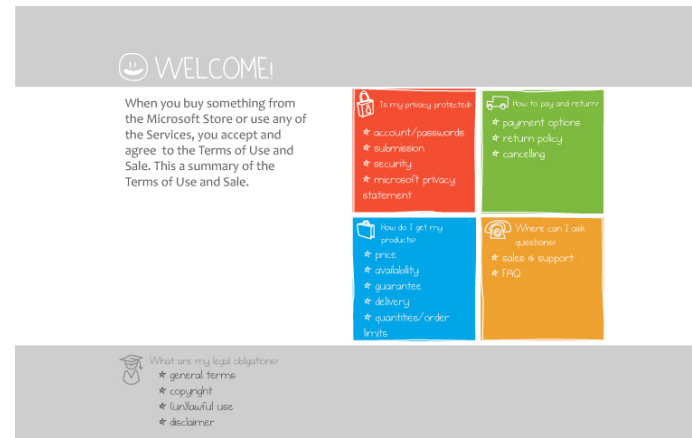 WELCOME!
When you buy something from
the Microsoft Store or use any of
the Services, you accept and
agree to the Terms of Use and
Sale. This a summary of the
Terms of Use and Sale.
Is my privacy protected?
* account/passwords
* submission
* security
* microsoft privacy
statement
How to pay and return?
* payment options
* return policy
* cancelling
How do I get my
products?
* price
* availability
* guarantee
* delivery
* quantities/order
limits
Where can I ask
questions?
* sales & support
* FAQ
What are my legal obligations?
* general terms
* copyright
* (un)lawful use
* disclaimer